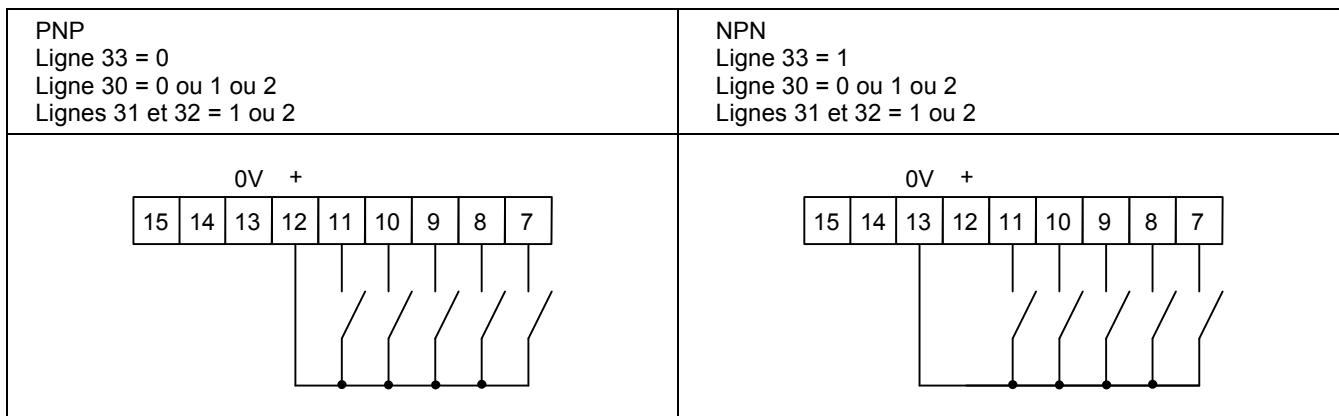 PNP
Ligne 33 = 0
Ligne 30 = 0 ou 1 ou 2
Lignes 31 et 32 = 1 ou 2
NPN
Ligne 33 = 1
Ligne 30 = 0 ou 1 ou 2
Lignes 31 et 32 = 1 ou 2
0V +
15 14 13 12 11 10 9 8 7
0V +
15 14 13 12 11 10 9 8 7